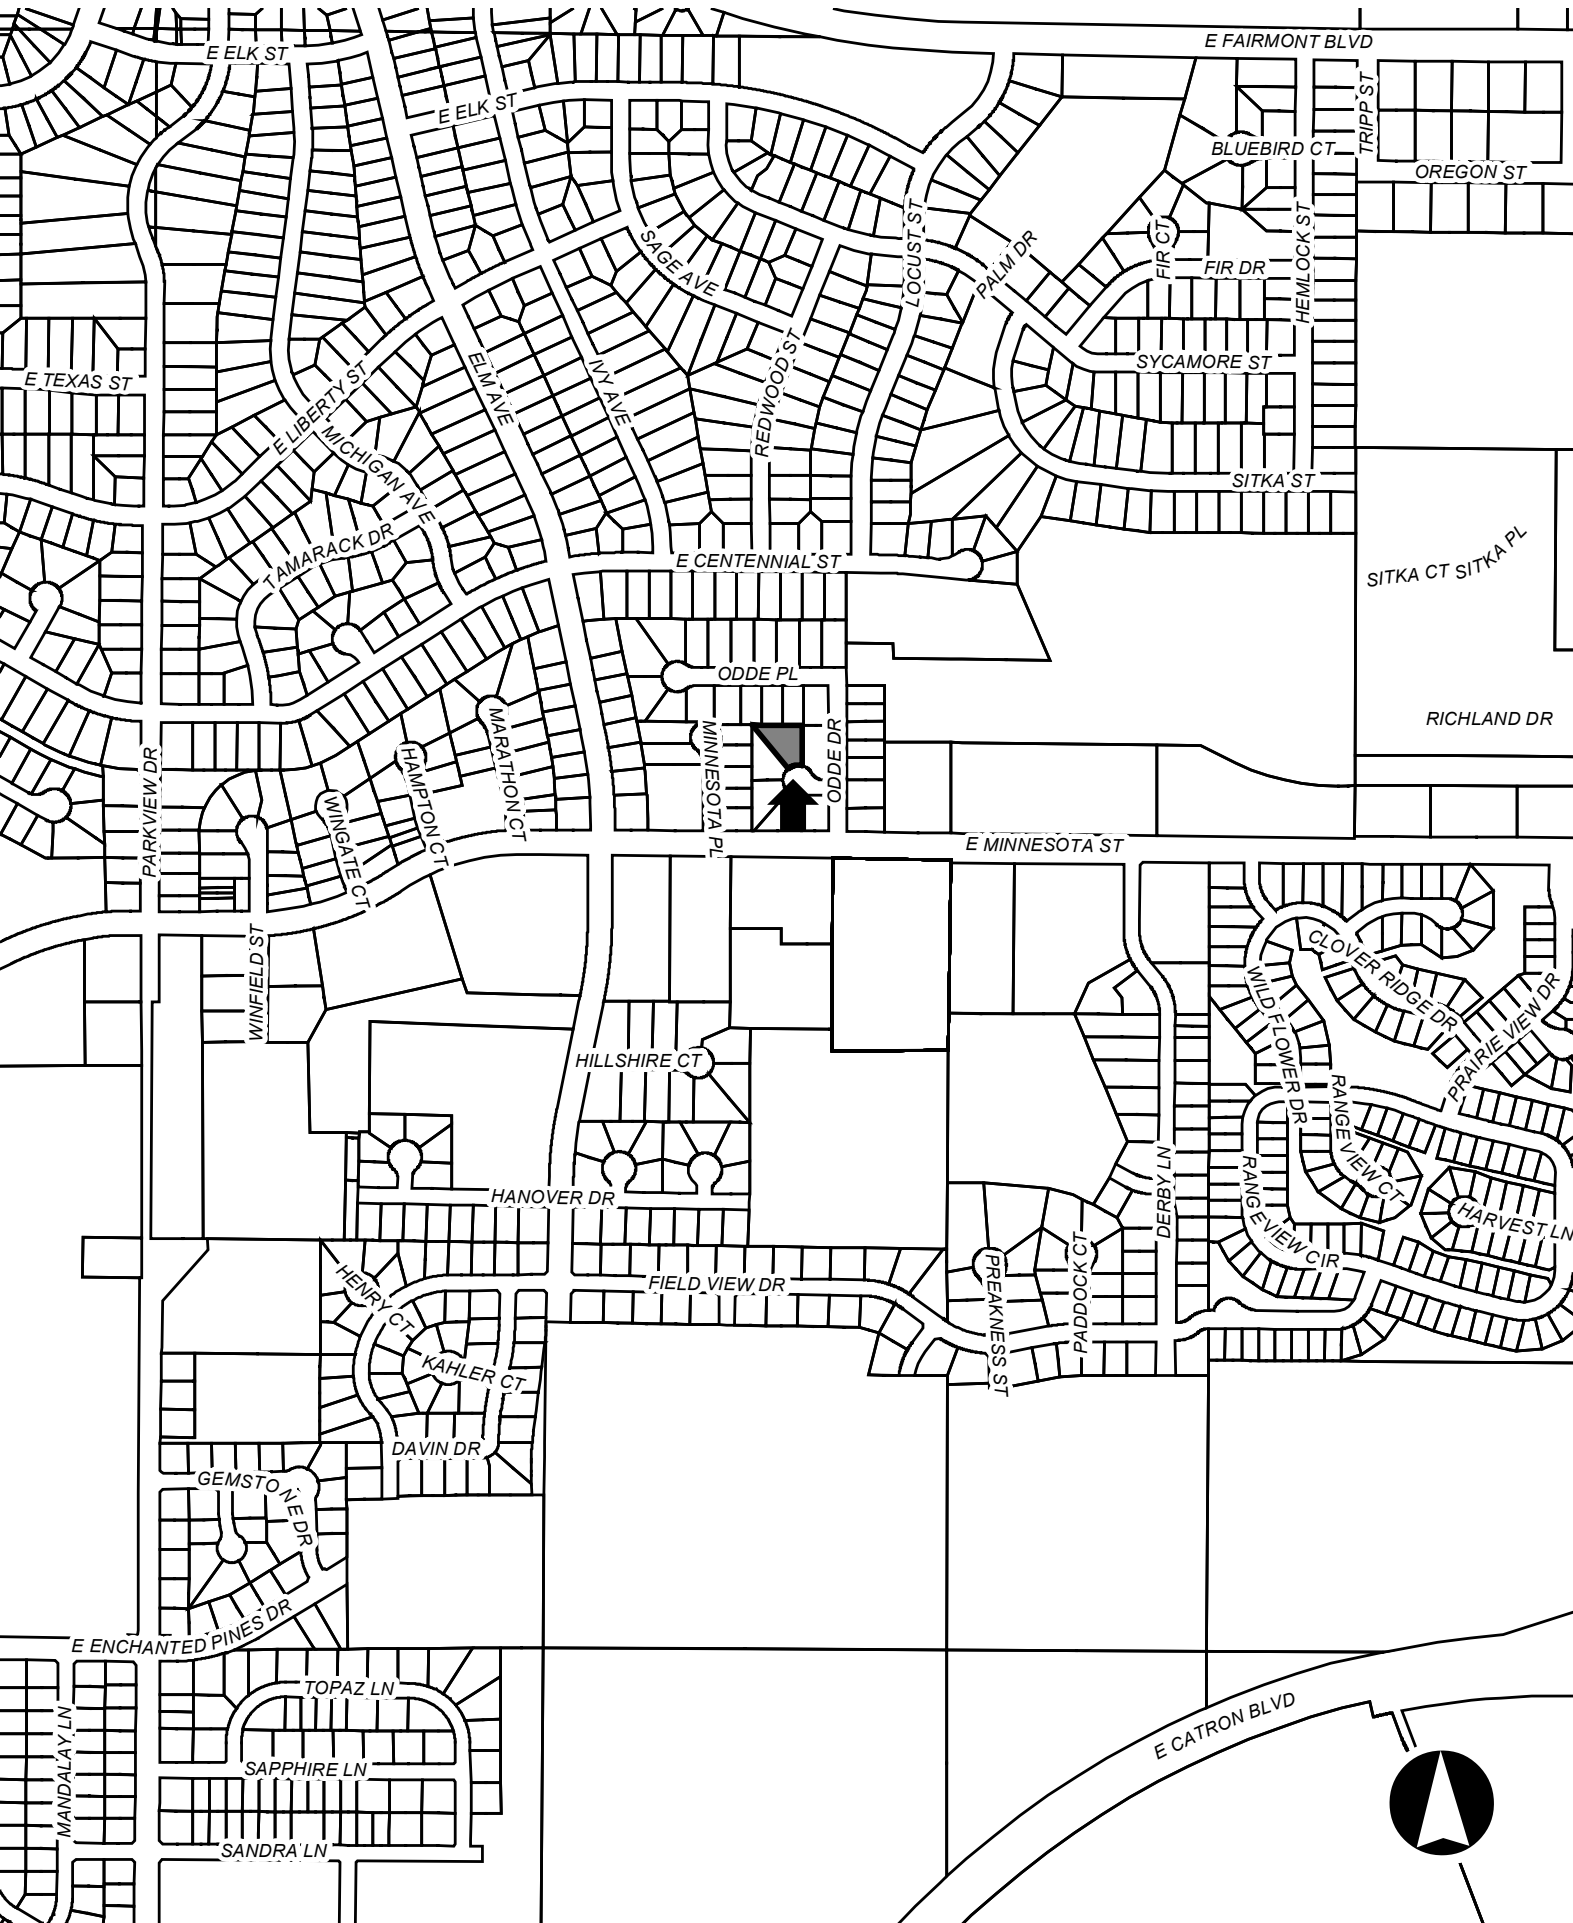 E FAIRMONT BLVD
E ELK ST
E ELK ST
TRIPP ST
BLUEBIRD CT
OREGON ST
LOCUST ST
HEMLOCK ST
FIR CT
SAGE AVE
PALM DR
FIR DR
SYCAMORE ST
E TEXAS ST
E LIBERTY ST
ELM AVE
IVY AVE
REDWOOD ST
MICHIGAN AVE
SITKA ST
TAMARACK DR
E CENTENNIAL ST
SITKA CT
SITKA PL
ODDE PL
RICHLAND DR
MARATHON CT
MINNESOTA PL
ODDE DR
PARKVIEW DR
HAMPTON CT
WINGATE CT
E MINNESOTA ST
WINFIELD ST
CLOVER RIDGE DR
WILD FLOWER DR
PRAIRIE VIEW DR
HILLSHIRE CT
RANGE VIEW CT
DERBY LN
HANOVER DR
RANGE VIEW CIR
HARVEST LN
HENRY CT
FIELD VIEW DR
PREAKNESS ST
PADDOCK CT
KAHLER CT
DAVIN DR
GEMSTONE DR
E ENCHANTED PINES DR
TOPAZ LN
MANDALAY LN
E CATRON BLVD
SAPPHIRE LN
SANDRA LN